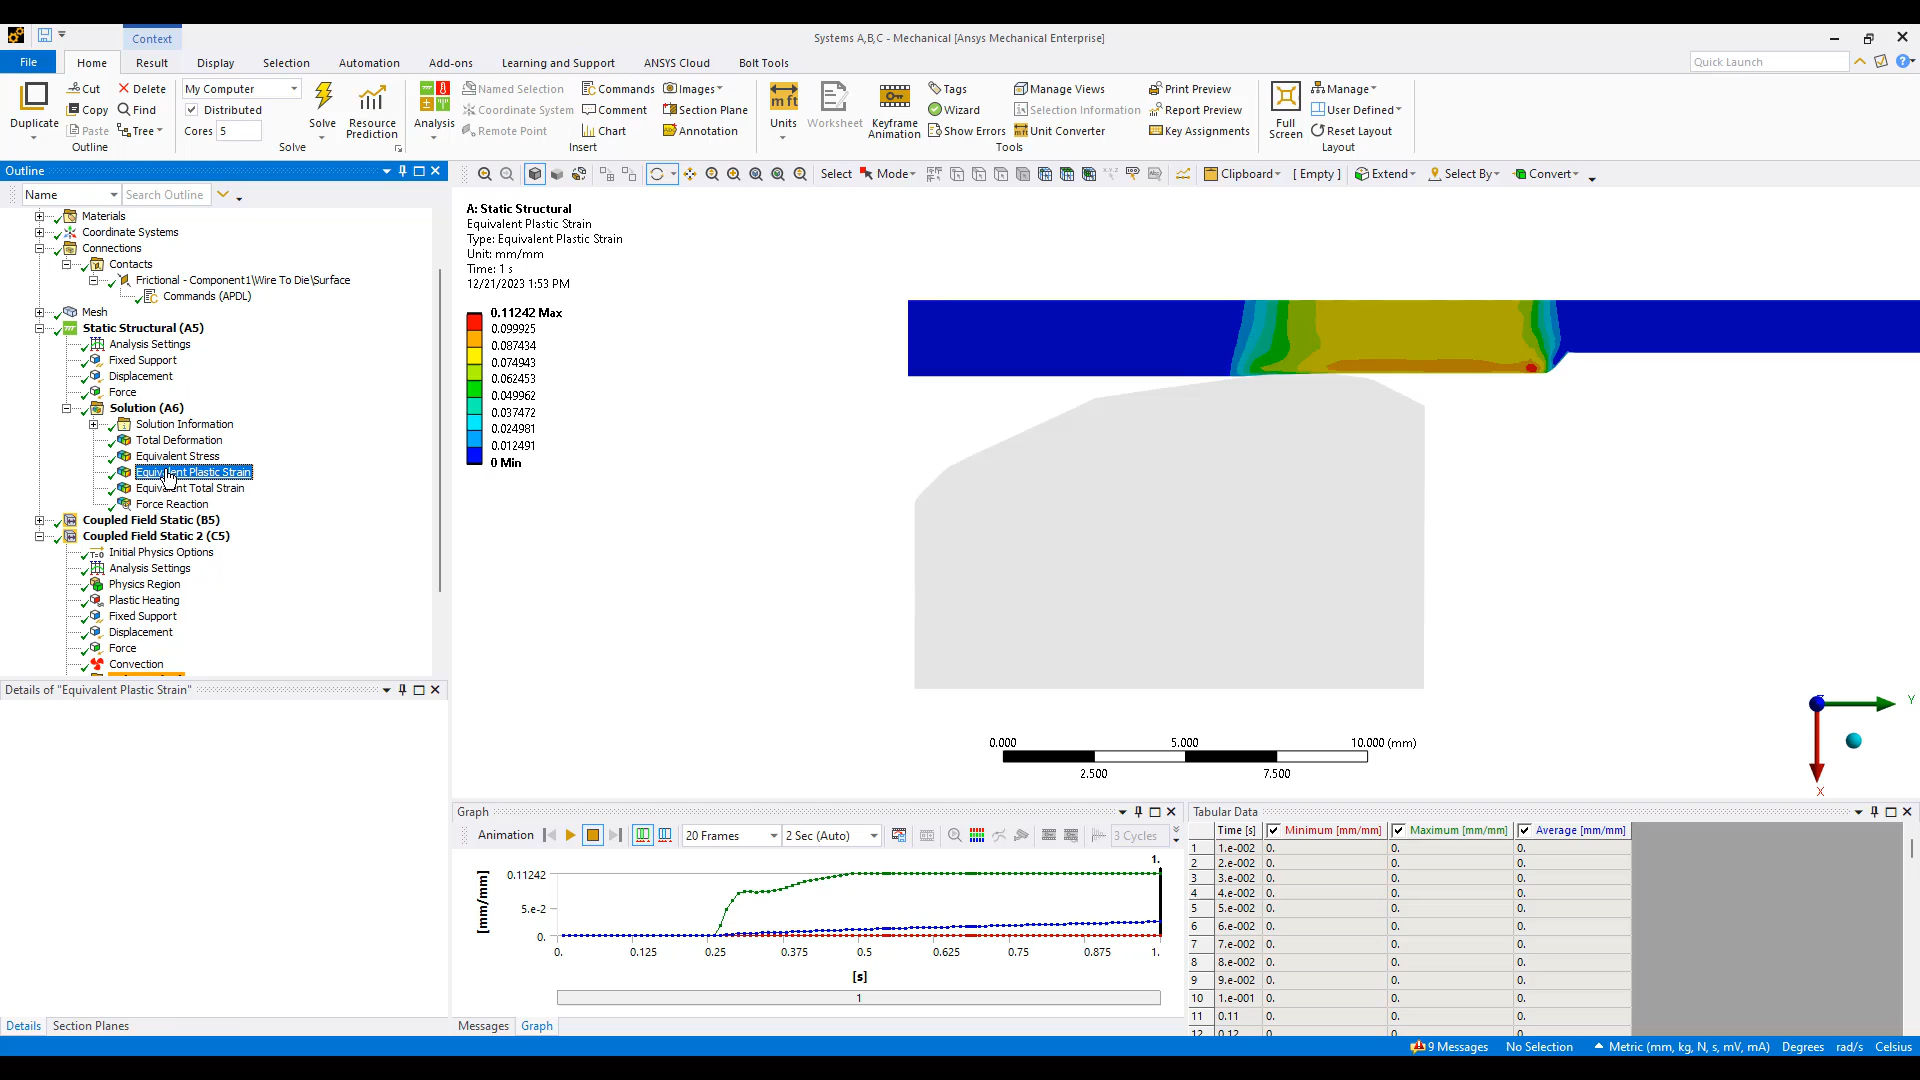 Context
Systems A,B,C - Mechanical [Ansys Mechanical Enterprise]
File Home Result Display Selection Automation Add-ons Learning and Support ANSYS Cloud Bolt Tools
Quick Launch
Duplicate
Cut
Copy
Paste
Delete
Find
Tree
Outline
My Computer
Distributed
Cores 5
Solve
Resource Prediction
Solve
Analysis
Named Selection
Coordinate System
Remote Point
Commands
Comment
Chart
Images
Section Plane
Annotation
Insert
mft
Units
Worksheet
Keyframe Animation
Tags
Wizard
Show Errors
Manage Views
Selection Information
Unit Converter
Print Preview
Report Preview
Key Assignments
Tools
Full Screen
Manage
User Defined
Reset Layout
Layout
Outline
Name Search Outline
Select Mode Clipboard [ Empty ] Extend Select By Convert
Materials
Coordinate Systems
Connections
Contacts
Frictional - Component1\Wire To Die\Surface
Commands (APDL)
Mesh
Static Structural (A5)
Analysis Settings
Fixed Support
Displacement
Force
Solution (A6)
Solution Information
Total Deformation
Equivalent Stress
Equivalent Plastic Strain
Equivalent Total Strain
Force Reaction
Coupled Field Static (B5)
Coupled Field Static 2 (C5)
Initial Physics Options
Analysis Settings
Physics Region
Plastic Heating
Fixed Support
Displacement
Force
Convection
Details of "Equivalent Plastic Strain"
Details Section Planes
A: Static Structural
Equivalent Plastic Strain
Type: Equivalent Plastic Strain
Unit: mm/mm
Time: 1 s
12/21/2023 1:53 PM
0.11242 Max
0.099925
0.087434
0.074943
0.062453
0.049962
0.037472
0.024981
0.012491
0 Min
0.000 5.000 10.000 (mm)
2.500 7.500
Y
X
Graph
Animation 20 Frames 2 Sec (Auto) 3 Cycles
1.
0.11242
5.e-2
0.
[mm/mm]
0. 0.125 0.25 0.375 0.5 0.625 0.75 0.875 1.
[s]
1
Messages Graph
Tabular Data
Time [s] Minimum [mm/mm] Maximum [mm/mm] Average [mm/mm]
1 1.e-002 0. 0. 0.
2 2.e-002 0. 0. 0.
3 3.e-002 0. 0. 0.
4 4.e-002 0. 0. 0.
5 5.e-002 0. 0. 0.
6 6.e-002 0. 0. 0.
7 7.e-002 0. 0. 0.
8 8.e-002 0. 0. 0.
9 9.e-002 0. 0. 0.
10 1.e-001 0. 0. 0.
11 0.11 0. 0. 0.
12 0.12 0. 0. 0.
9 Messages No Selection Metric (mm, kg, N, s, mV, mA) Degrees rad/s Celsius